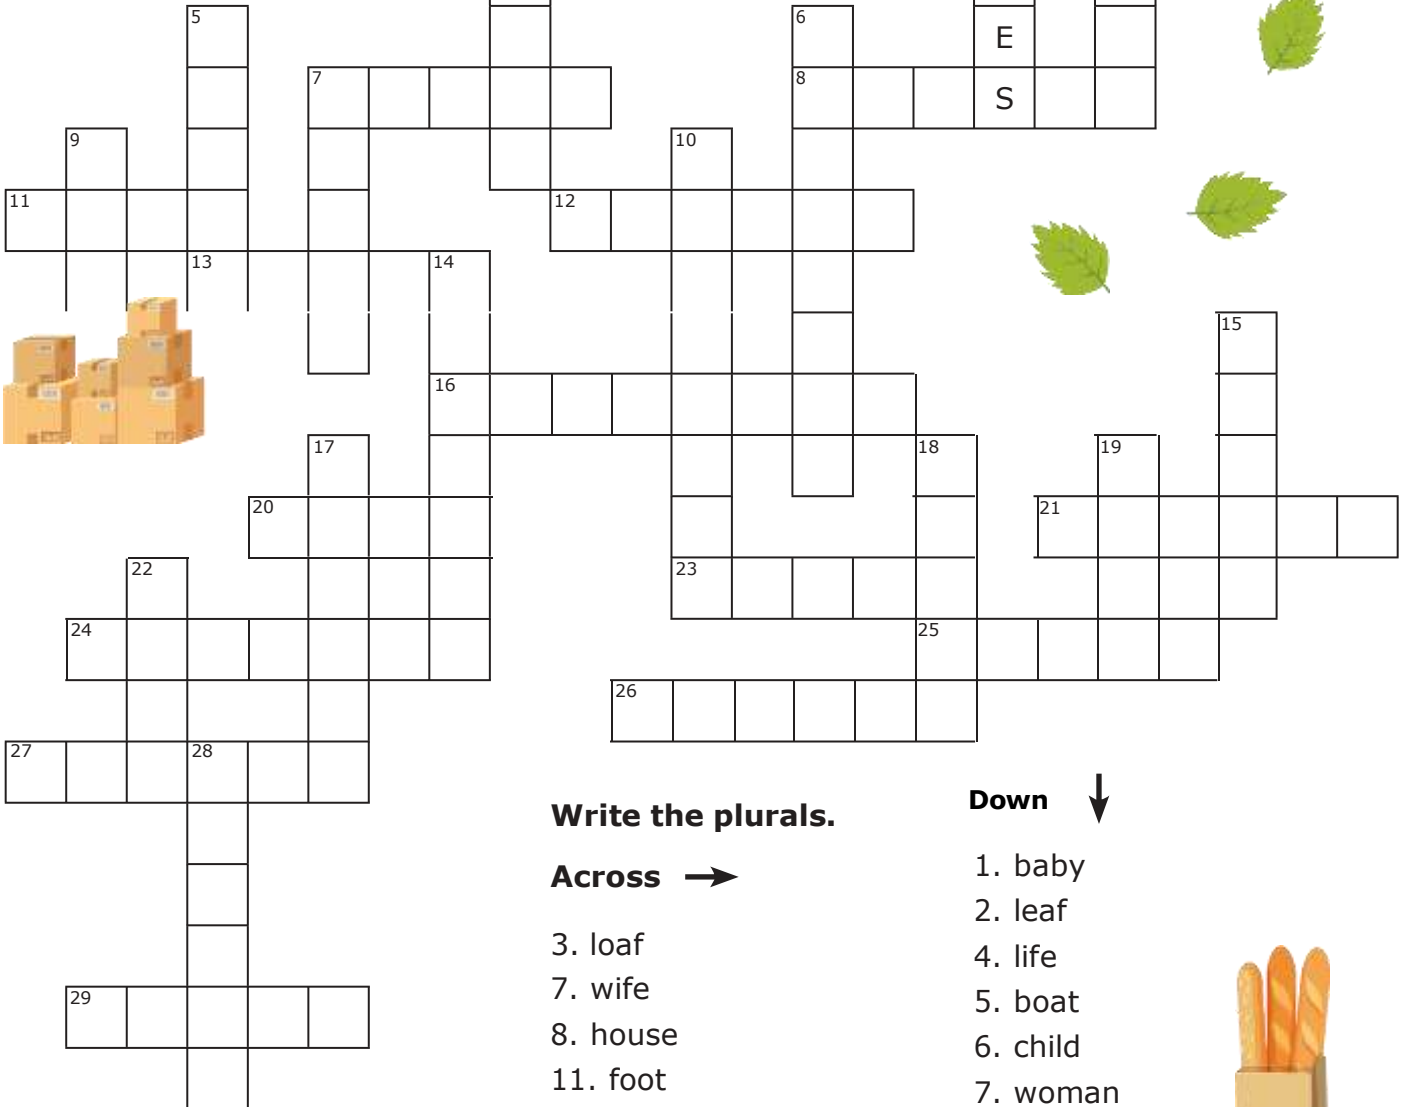 5
6
E
7
8
S
9
10
11
12
13
14
15
16
17
18
19
20
21
22
23
24
25
26
27
28
29
Write the plurals.
Across
3. loaf
7. wife
8. house
11. foot
Down
1. baby
2. leaf
4. life
5. boat
6. child
7. woman